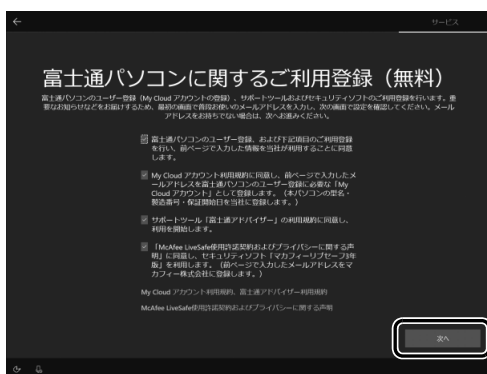 サービス
富士通パソコンに関するご利用登録（無料）
富士通パソコンのユーザー登録（My Cloud アカウントの登録）、サポートツールおよびセキュリティソフトのご利用登録を行います。重
要なお知らせなどをお届けするため、最初の画面で普段お使いのメールアドレスを入力し、次の画面で設定を確認してください。メール
アドレスをお持ちでない場合は、次へお進みください。
富士通パソコンのユーザー登録、および下記項目のご利用登録
を行い、前ページで入力した情報を当社が利用することに同意
します。
My Cloud アカウント利用規約に同意し、前ページで入力したメ
ールアドレスを富士通パソコンのユーザー登録に必要な「My
Cloud アカウント」として登録します。（本パソコンの型名・
製造番号・保証開始日を当社に登録します。）
サポートツール「富士通アドバイザー」の利用規約に同意し、
利用を開始します。
「McAfee LiveSafe使用許諾契約およびプライバシーに関する声
明」に同意し、セキュリティソフト「マカフィーリブセーフ3年
版」を利用します。（前ページで入力したメールアドレスをマ
カフィー株式会社に登録します。）
My Cloud アカウント利用規約、富士通アドバイザー利用規約
McAfee LiveSafe使用許諾契約およびプライバシーに関する声明
次へ